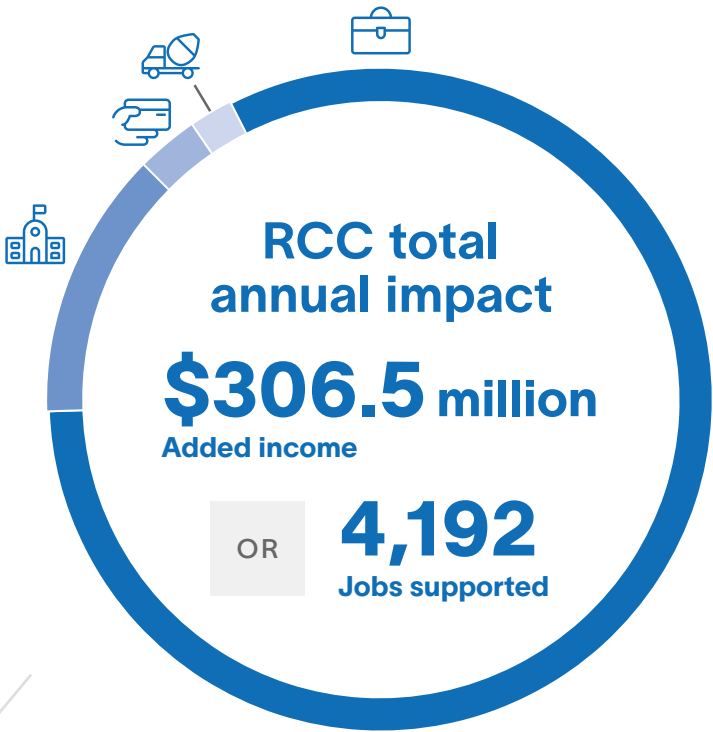 RCC total
annual impact
$306.5 million
Added income
OR
4,192
Jobs supported